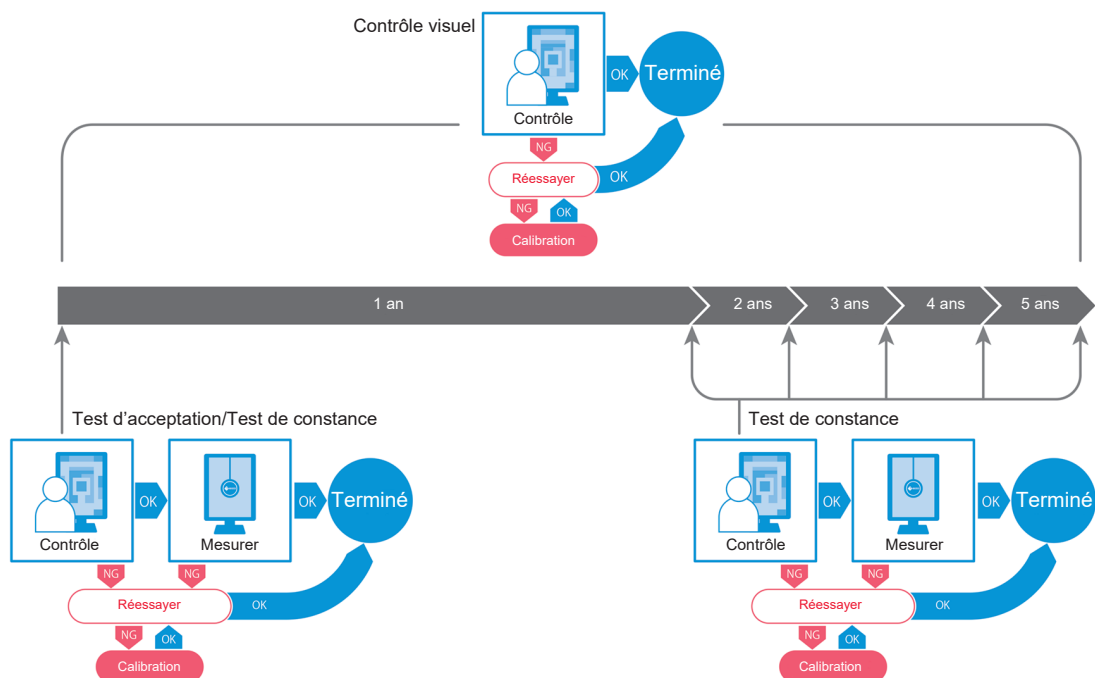 Contrôle visuel
OK
Terminé
Contrôle
NG
Réessayer
OK
NG
OK
Calibration
1 an
2 ans
3 ans
4 ans
5 ans
Test d’acceptation/Test de constance
OK
OK
Terminé
Contrôle
Mesurer
NG
NG
Réessayer
OK
NG
OK
Calibration
Test de constance
OK
OK
Terminé
Contrôle
Mesurer
NG
NG
Réessayer
OK
NG
OK
Calibration